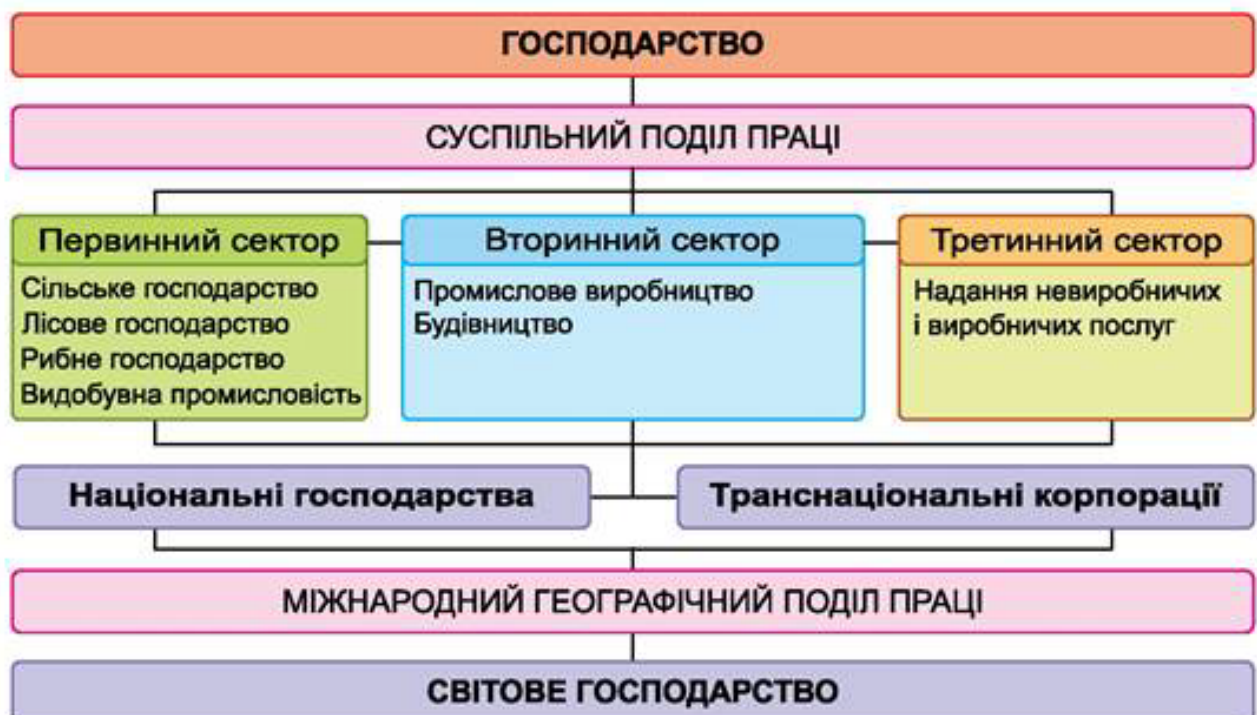 ГОСПОДАРСТВО
СУСПІЛЬНИЙ ПОДІЛ ПРАЦІ
Первинний сектор
Сільське господарство
Лісове господарство
Рибне господарство
Видобувна промисловість
Вторинний сектор
Промислове виробництво
Будівництво
Третинний сектор
Надання невиробничих
і виробничих послуг
Національні господарства
Транснаціональні корпорації
МІЖНАРОДНИЙ ГЕОГРАФІЧНИЙ ПОДІЛ ПРАЦІ
СВІТОВЕ ГОСПОДАРСТВО